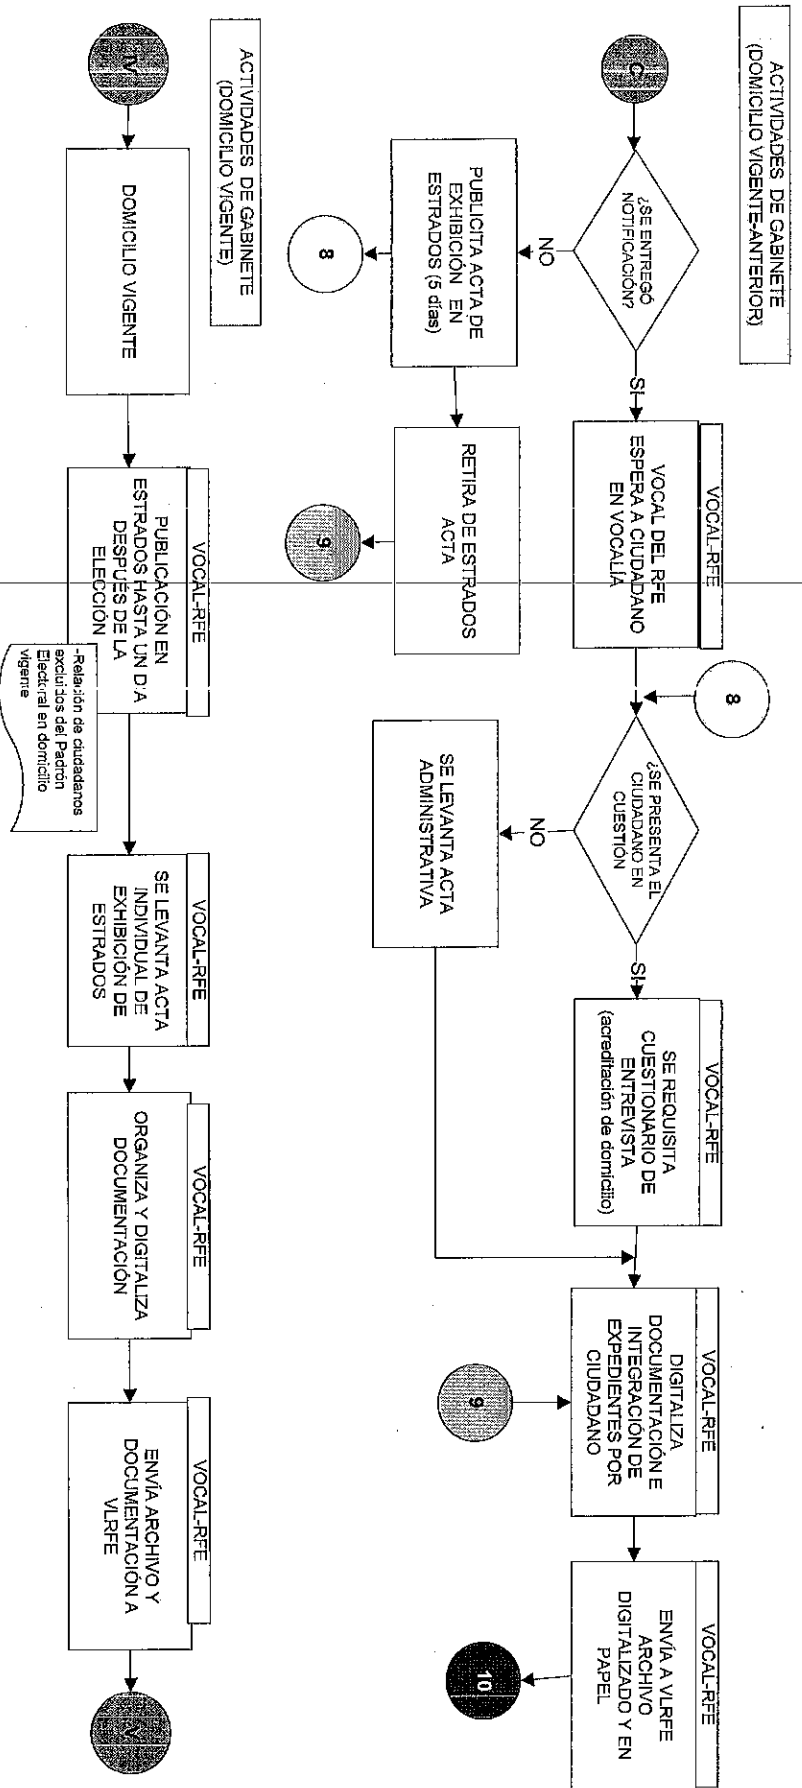 ACTIVIDADES DE GABINETE
(DOMICILIO VIGENTE-ANTERIOR)
C
¿SE ENTREGÓ
NOTIFICACIÓN?
SI
NO
VOCAL-RFE
VOCAL DEL RFE
ESPERA A CIUDADANO
EN VOCALÍA
8
¿SE PRESENTA EL
CIUDADANO EN
CUESTIÓN
SI
NO
VOCAL-RFE
SE REQUISITA
CUESTIONARIO DE
ENTREVISTA
(acreditación de domicilio)
VOCAL-RFE
DIGITALIZA
DOCUMENTACIÓN E
INTEGRACIÓN DE
EXPEDIENTES POR
CIUDADANO
VOCAL-RFE
ENVÍA A VLRFE
ARCHIVO
DIGITALIZADO Y EN
PAPEL
PUBLICITA ACTA DE
EXHIBICIÓN EN
ESTRADOS (5 días)
RETIRA DE ESTRADOS
ACTA
SE LEVANTA ACTA
ADMINISTRATIVA
8
9
9
10
ACTIVIDADES DE GABINETE
(DOMICILIO VIGENTE)
IV
DOMICILIO VIGENTE
VOCAL-RFE
PUBLICACIÓN EN
ESTRADOS HASTA UN DÍA
DESPUÉS DE LA
ELECCIÓN
-Relación de ciudadanos
excluidos del Padrón
Electoral en domicilio
vigente
VOCAL-RFE
SE LEVANTA ACTA
INDIVIDUAL DE
EXHIBICIÓN DE
ESTRADOS
VOCAL-RFE
ORGANIZA Y DIGITALIZA
DOCUMENTACIÓN
VOCAL-RFE
ENVÍA ARCHIVO Y
DOCUMENTACIÓN A
VLRFE
V